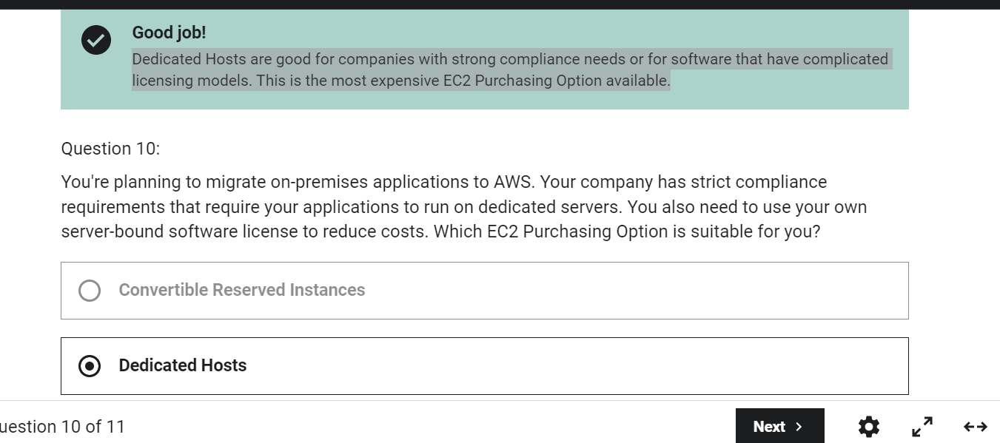 Good job!
Dedicated Hosts are good for companies with strong compliance needs or for software that have complicated
licensing models. This is the most expensive EC2 Purchasing Option available.
Question 10:
You're planning to migrate on-premises applications to AWS. Your company has strict compliance
requirements that require your applications to run on dedicated servers. You also need to use your own
server-bound software license to reduce costs. Which EC2 Purchasing Option is suitable for you?
Convertible Reserved Instances
Dedicated Hosts
uestion 10 of 11
Next